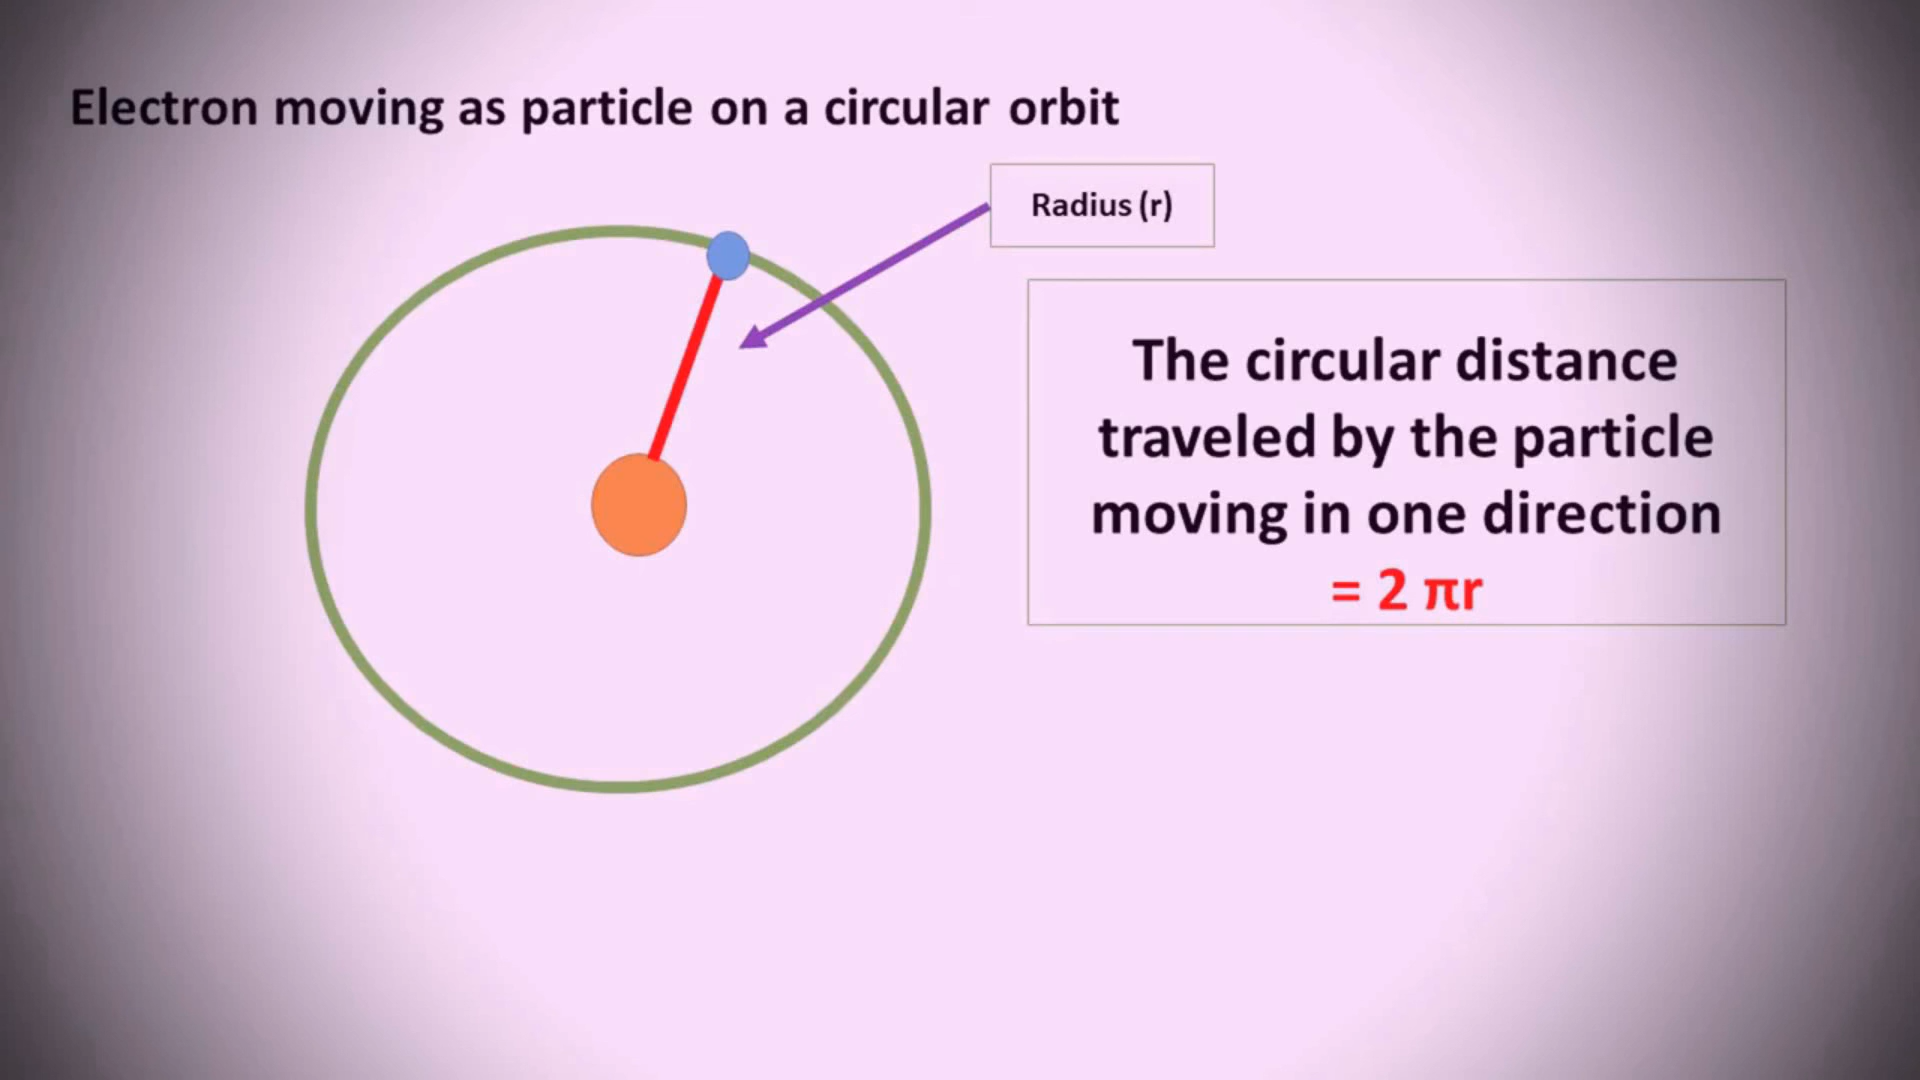 Electron moving as particle on a circular orbit
Radius (r)
The circular distance
traveled by the particle
moving in one direction
= 2 πr